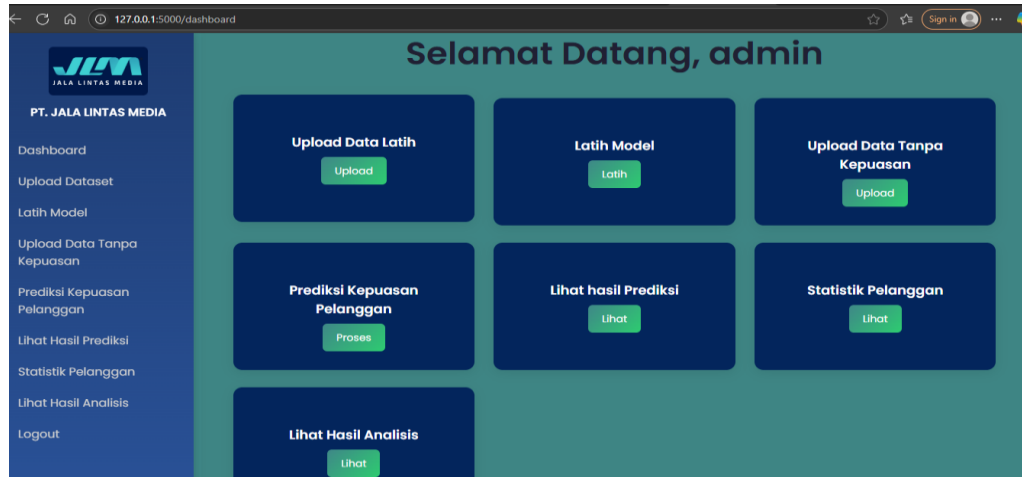 127.0.0.1:5000/dashboard
Sign in
JLM
JALA LINTAS MEDIA
PT. JALA LINTAS MEDIA
Dashboard
Upload Dataset
Latih Model
Upload Data Tanpa
Kepuasan
Prediksi Kepuasan
Pelanggan
Lihat Hasil Prediksi
Statistik Pelanggan
Lihat Hasil Analisis
Logout
Selamat Datang, admin
Upload Data Latih
Upload
Latih Model
Latih
Upload Data Tanpa
Kepuasan
Upload
Prediksi Kepuasan
Pelanggan
Proses
Lihat hasil Prediksi
Lihat
Statistik Pelanggan
Lihat
Lihat Hasil Analisis
Lihat